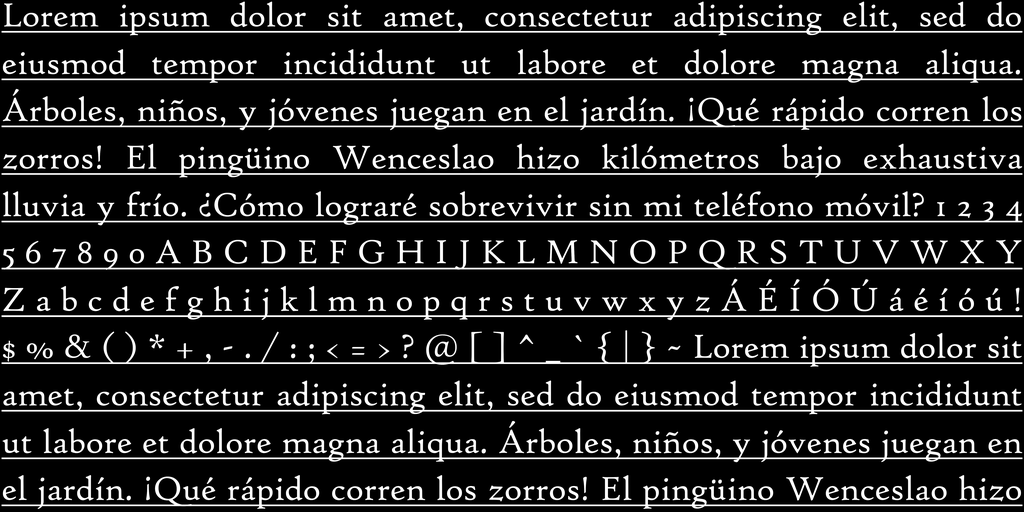 Lorem ipsum dolor sit amet, consectetur adipiscing elit, sed do
eiusmod tempor incididunt ut labore et dolore magna aliqua.
Árboles, niños, y jóvenes juegan en el jardín. ¡Qué rápido corren los
zorros! El pingüino Wenceslao hizo kilómetros bajo exhaustiva
lluvia y frío. ¿Cómo lograré sobrevivir sin mi teléfono móvil? 1 2 3 4
5 6 7 8 9 0 A B C D E F G H I J K L M N O P Q R S T U V W X Y
Z a b c d e f g h i j k l m n o p q r s t u v w x y z Á É Í Ó Ú á é í ó ú !
$ % & ( ) * + , - . / : ; < = > ? @ [ ] ^ _ ` { | } ~ Lorem ipsum dolor sit
amet, consectetur adipiscing elit, sed do eiusmod tempor incididunt
ut labore et dolore magna aliqua. Árboles, niños, y jóvenes juegan en
el jardín. ¡Qué rápido corren los zorros! El pingüino Wenceslao hizo